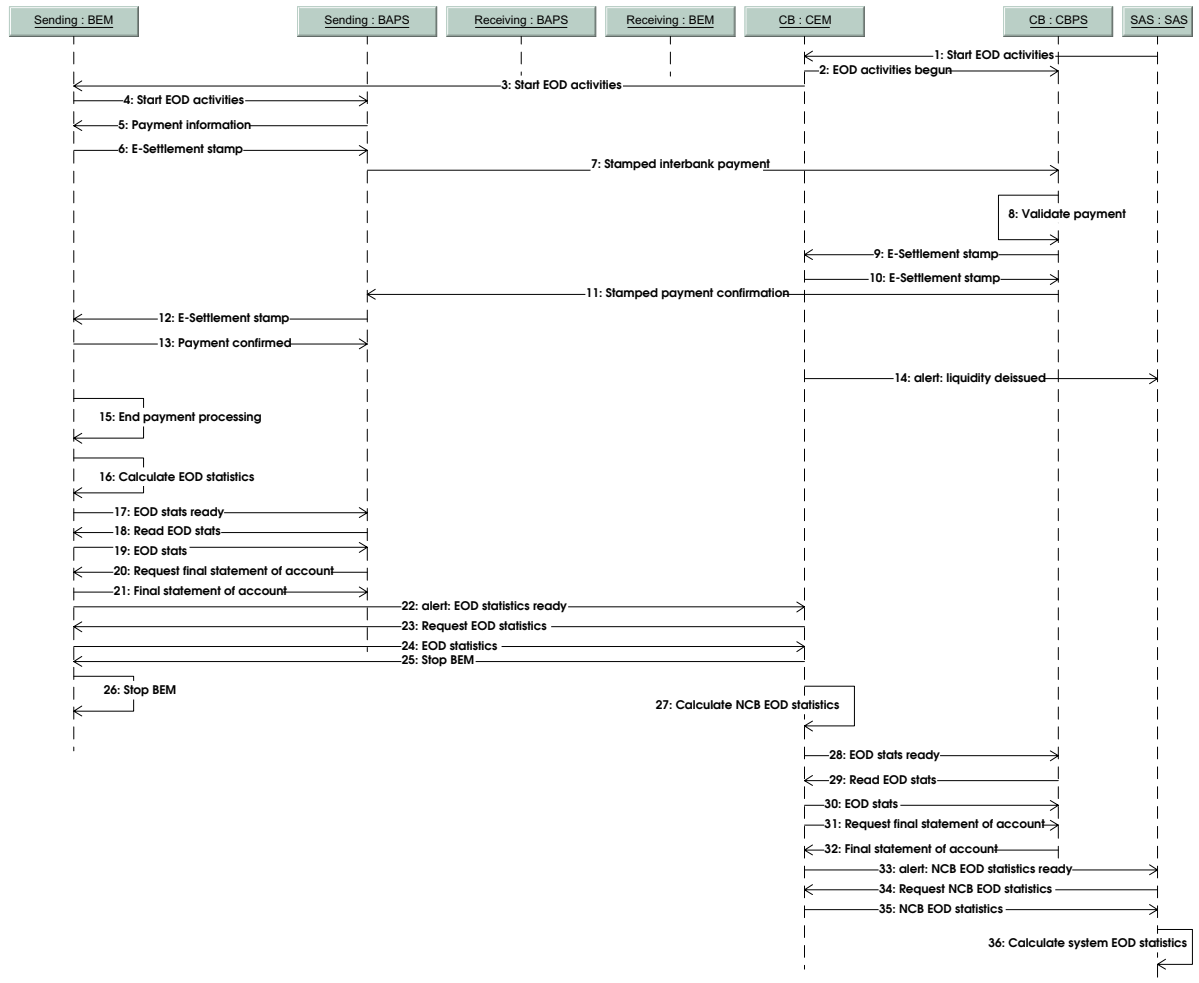 Sending : BEM
Sending : BAPS
Receiving : BAPS
Receiving : BEM
CB : CEM
CB : CBPS
SAS : SAS
1: Start EOD activities
2: EOD activities begun
3: Start EOD activities
4: Start EOD activities
5: Payment information
6: E-Settlement stamp
7: Stamped interbank payment
8: Validate payment
9: E-Settlement stamp
10: E-Settlement stamp
11: Stamped payment confirmation
12: E-Settlement stamp
13: Payment confirmed
14: alert: liquidity deissued
15: End payment processing
16: Calculate EOD statistics
17: EOD stats ready
18: Read EOD stats
19: EOD stats
20: Request final statement of account
21: Final statement of account
22: alert: EOD statistics ready
23: Request EOD statistics
24: EOD statistics
25: Stop BEM
26: Stop BEM
27: Calculate NCB EOD statistics
28: EOD stats ready
29: Read EOD stats
30: EOD stats
31: Request final statement of account
32: Final statement of account
33: alert: NCB EOD statistics ready
34: Request NCB EOD statistics
35: NCB EOD statistics
36: Calculate system EOD statistics